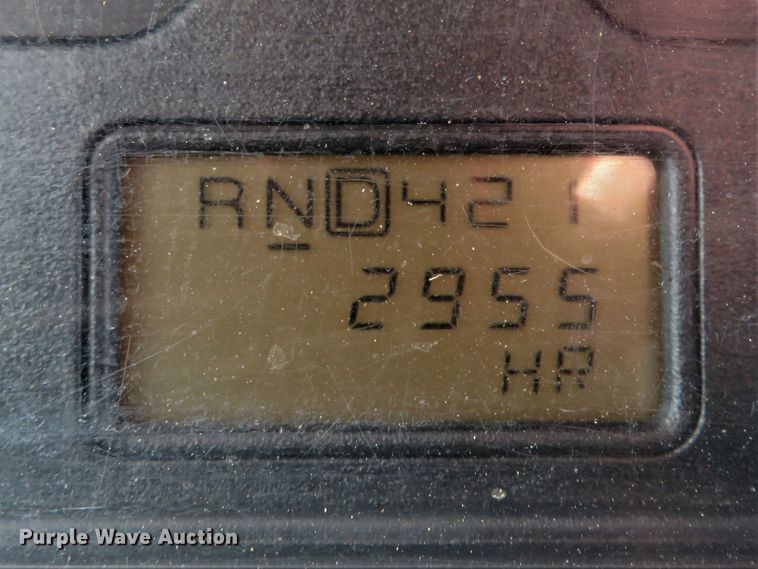 RND421
2955
HR
Purple Wave Auction